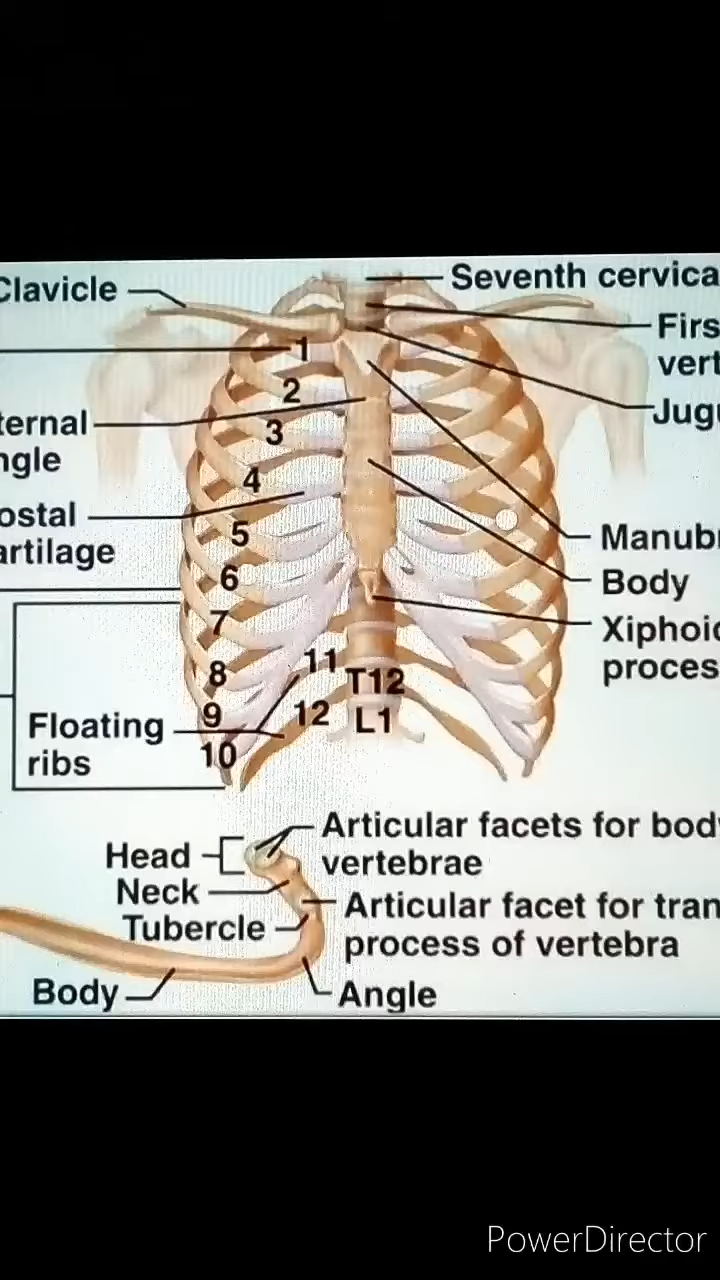 Clavicle
Seventh cervica
Firs
vert
Jug
1
2
ternal
ngle
3
4
ostal
artilage
5
Manub
Body
6
Xiphoi
proces
7
8
11
T12
9
12
L1
Floating
ribs
10
Articular facets for bod
vertebrae
Head
Neck
Articular facet for tran
process of vertebra
Tubercle
Body
Angle
PowerDirector